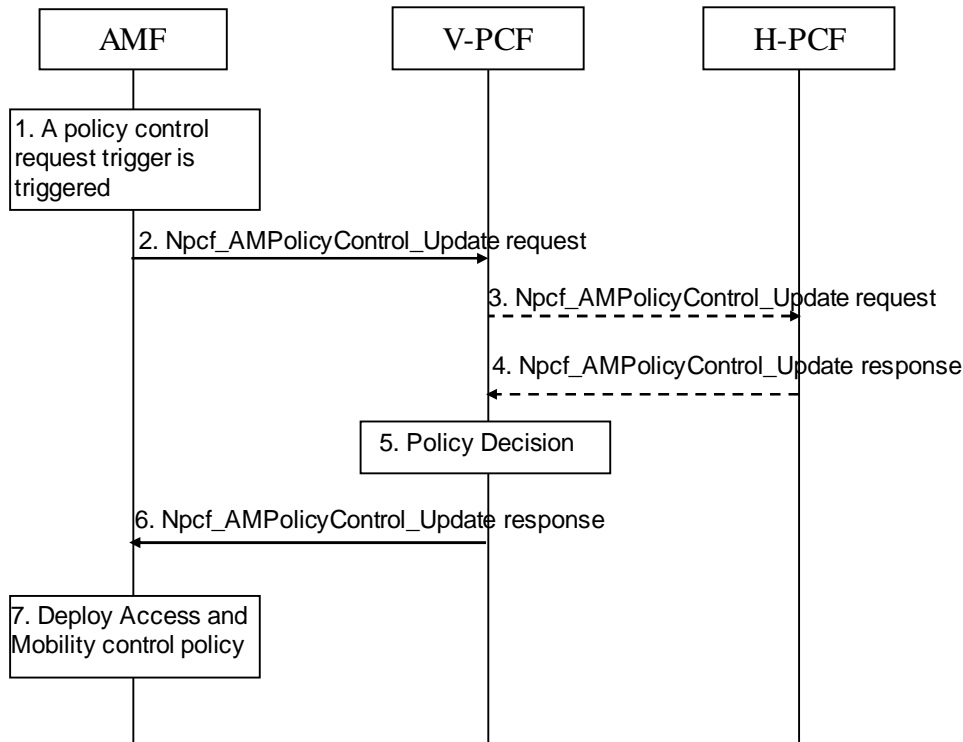 AMF
V-PCF
H-PCF
1. A policy control
request trigger is
triggered
2. Npcf_AMPolicyControl_Update request
3. Npcf_AMPolicyControl_Update request
4. Npcf_AMPolicyControl_Update response
5. Policy Decision
6. Npcf_AMPolicyControl_Update response
7. Deploy Access and
Mobility control policy